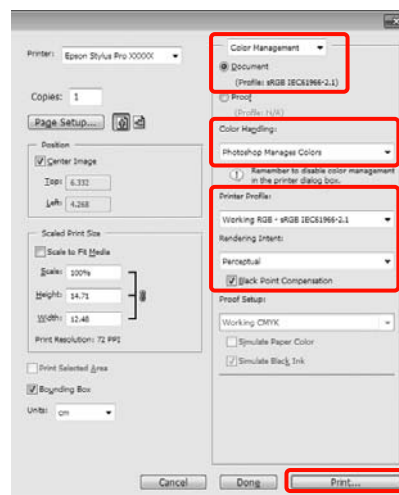 Printer: Epson Stylus Pro XXXXX
Copies: 1
Page Setup...
Position
Center Image
Top: 6.332
Left: 4.268
Scaled Print Size
Scale to Fit Media
Scale: 100%
Height: 14.71
Width: 12.48
Print Resolution: 72 PPI
Print Selected Area
Bounding Box
Units: cm
Color Management
Document
(Profile: sRGB IEC61966-2.1)
Proof
(Profile: N/A)
Color Handling:
Photoshop Manages Colors
Remember to disable color management
in the printer dialog box.
Printer Profile:
Working RGB - sRGB IEC61966-2.1
Rendering Intent:
Perceptual
Black Point Compensation
Proof Setup:
Working CMYK
Simulate Paper Color
Simulate Black Ink
Cancel
Done
Print...